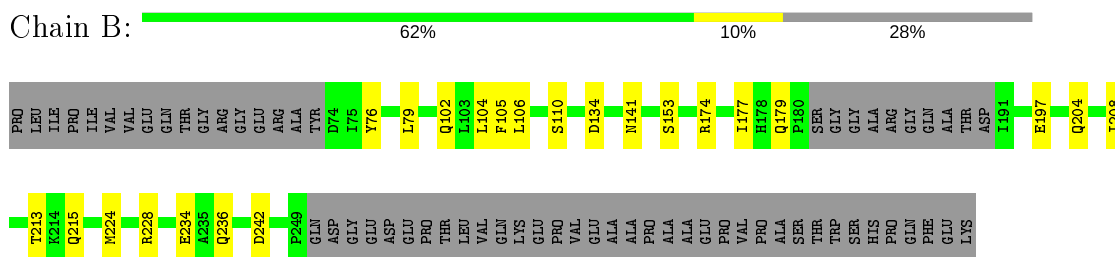 Chain B:
62% 10% 28%
PRO LEU ILE PRO ILE VAL VAL GLU GLN THR GLY ARG GLY GLU ARG ALA TYR D74 I75 Y76 L79 Q102 L103 L104 F105 L106 S110 D134 N141 S153 R174 I177 H178 Q179 P180 SER GLY GLY ALA ARG GLY GLN ALA THR ASP I191 E197 Q204 I208
T213 K214 Q215 M224 R228 E234 A235 Q236 D242 P249 GLN ASP GLY GLU ASP GLU PRO THR LEU VAL GLN LYS GLU PRO VAL GLU ALA ALA PRO ALA ALA GLU PRO VAL PRO ALA SER THR TRP SER HIS PRO GLN PHE GLU LYS